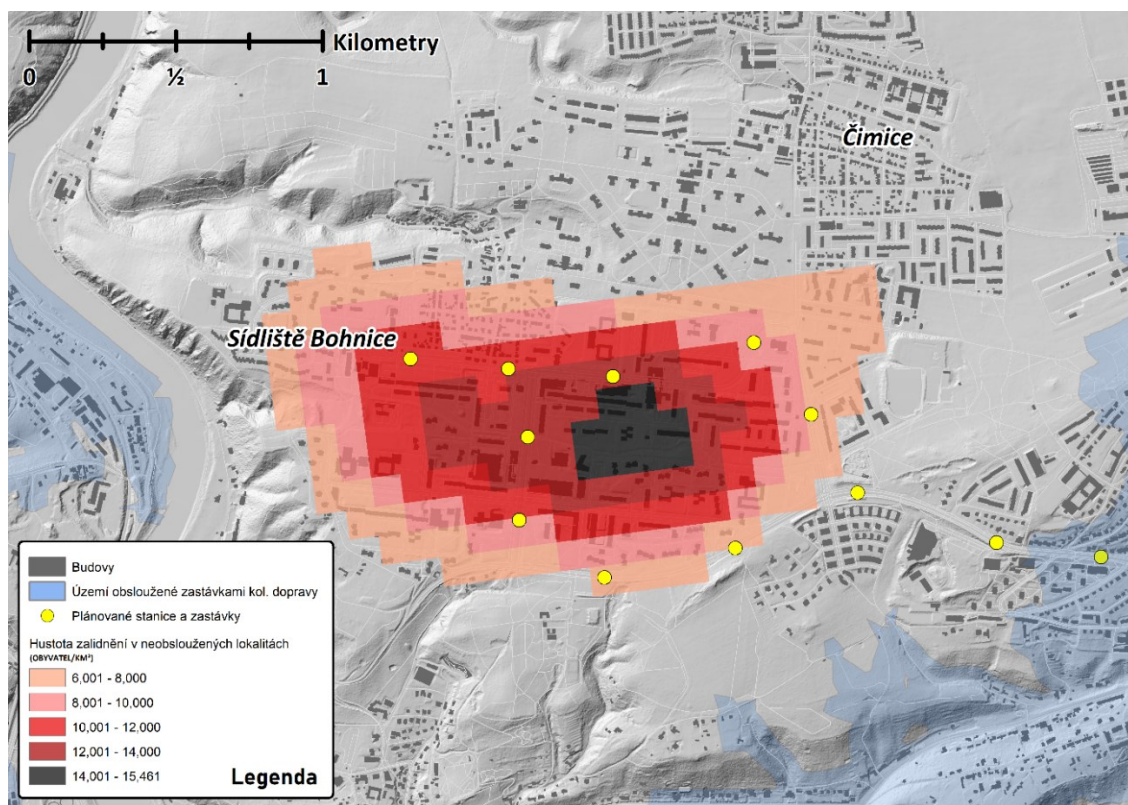 Kilometry
0 ½ 1
Čimice
Sídliště Bohnice
Budovy
Území obsloužené zastávkami kol. dopravy
Plánované stanice a zastávky
Hustota zalidnění v neobsloužených lokalitách
(OBYVATEL/KM²)
6,001 - 8,000
8,001 - 10,000
10,001 - 12,000
12,001 - 14,000
14,001 - 15,461
Legenda